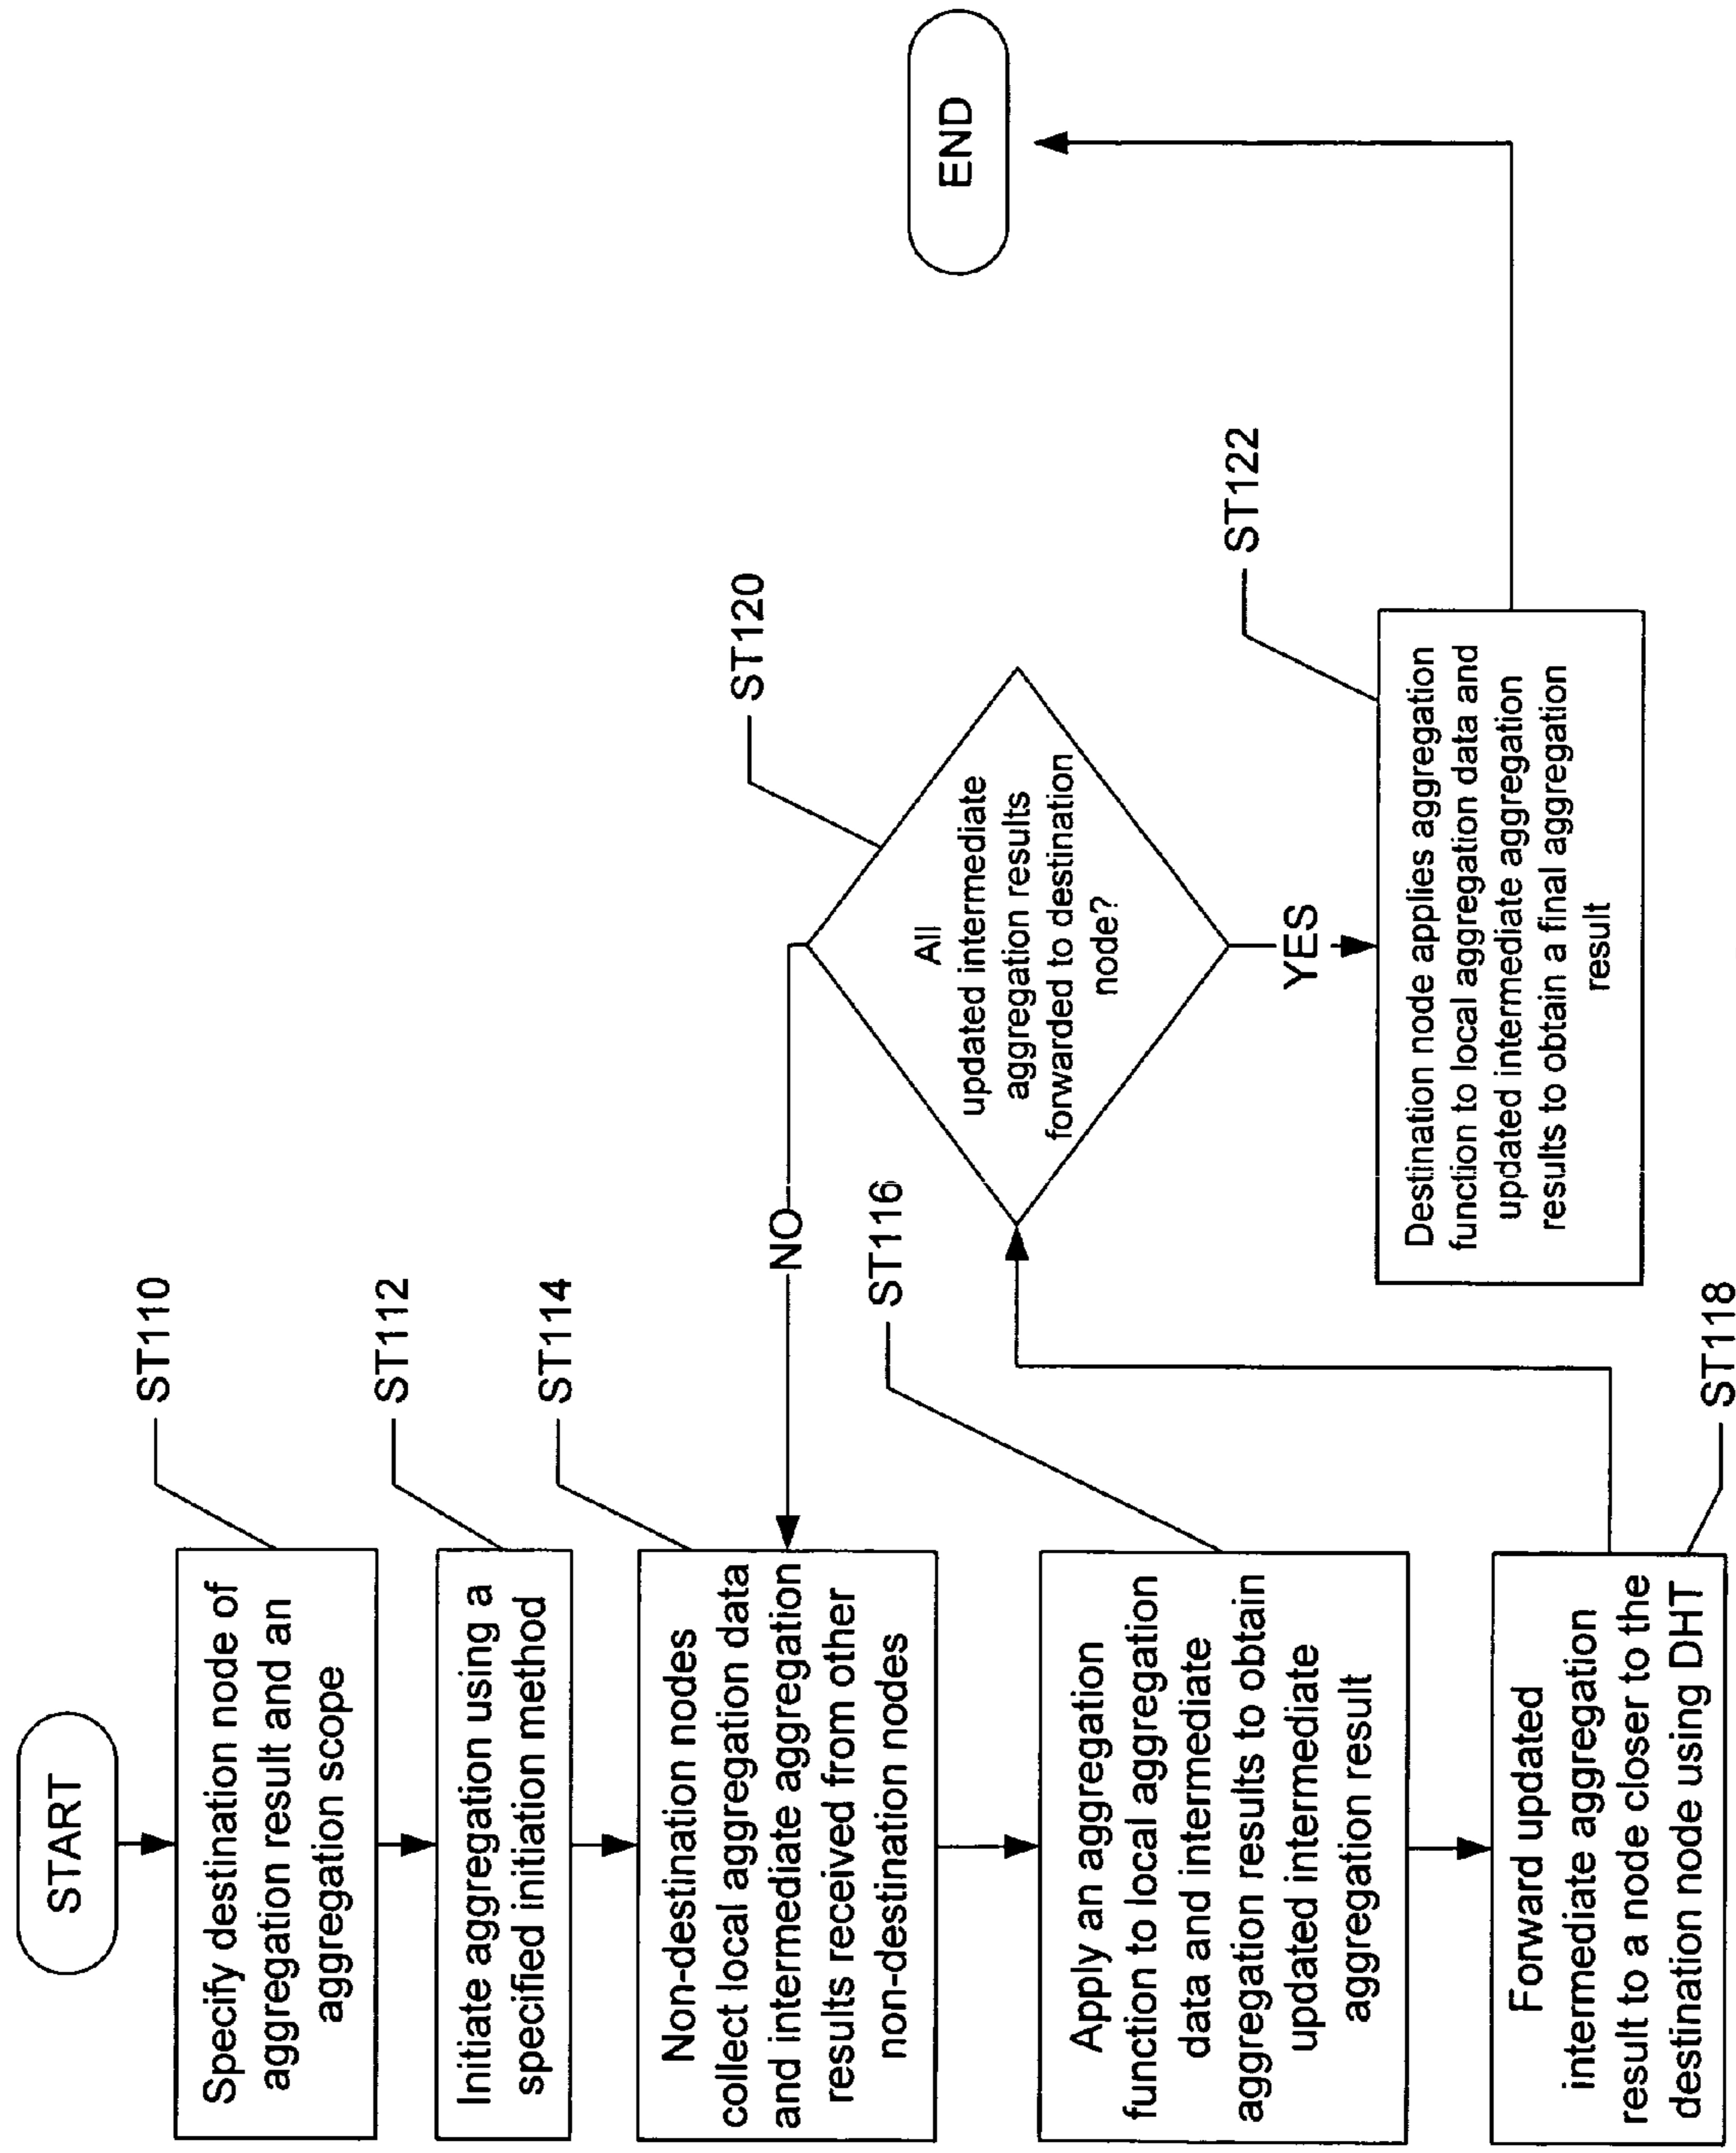 START
ST110
Specify destination node of
aggregation result and an
aggregation scope
ST112
Initiate aggregation using a
specified initiation method
ST114
Non-destination nodes
collect local aggregation data
and intermediate aggregation
results received from other
non-destination nodes
ST116
Apply an aggregation
function to local aggregation
data and intermediate
aggregation results to obtain
updated intermediate
aggregation result
Forward updated
intermediate aggregation
result to a node closer to the
destination node using DHT
ST118
NO
ST120
All
updated intermediate
aggregation results
forwarded to destination
node?
YES
ST122
Destination node applies aggregation
function to local aggregation data and
updated intermediate aggregation
results to obtain a final aggregation
result
END